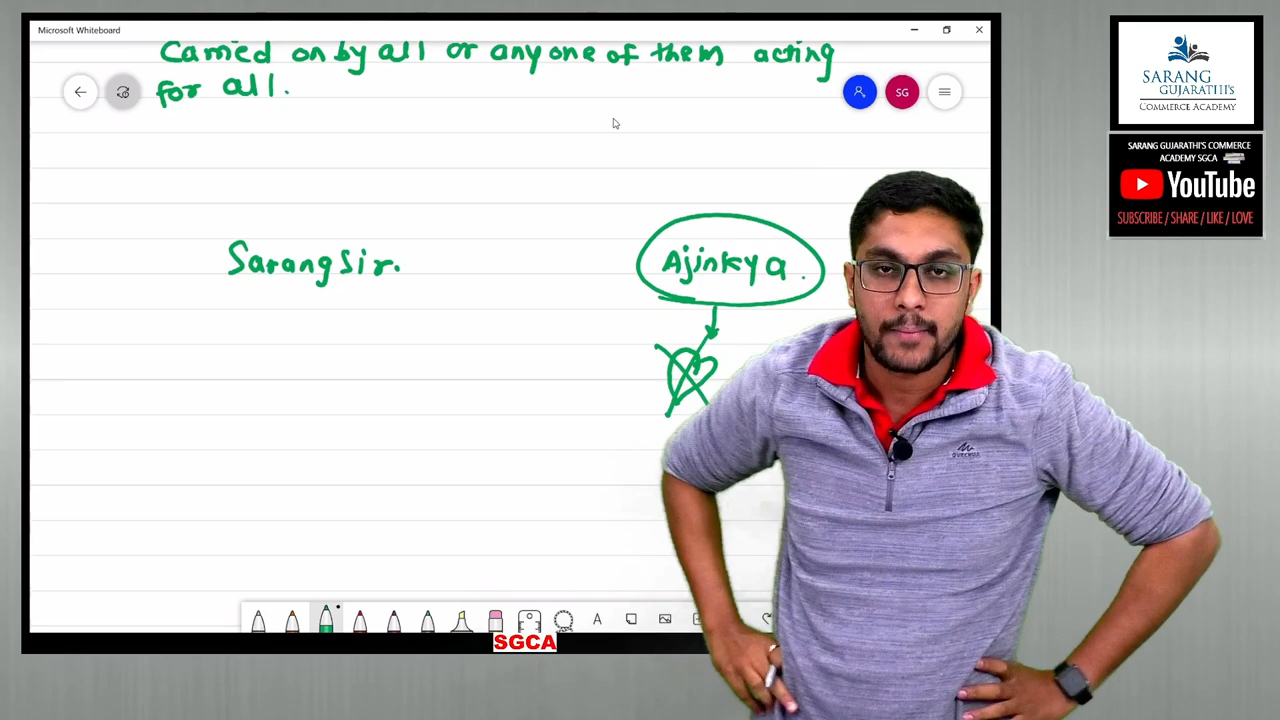 Microsoft Whiteboard
Carried on by all or any one of them acting
for all.
SG
Sarang Sir.
Ajinkya.
A
SGCA
QUECHUA
SARANG
GUJARATHI'S
COMMERCE ACADEMY
SARANG GUJARATHI'S COMMERCE
ACADEMY SGCA
YouTube
SUBSCRIBE / SHARE / LIKE / LOVE